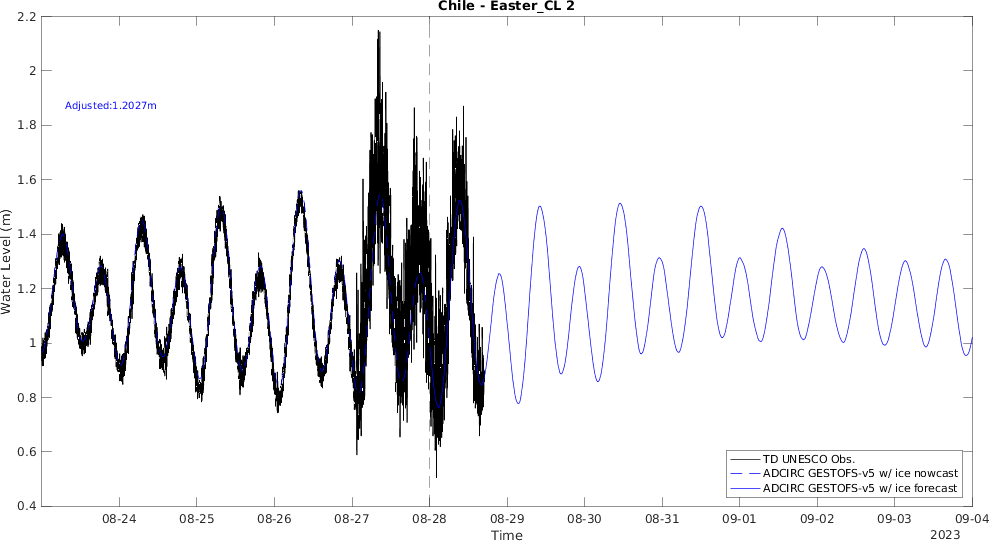 Chile - Easter_CL 2
2.2
2
1.8
1.6
1.4
1.2
1
0.8
0.6
0.4
Water Level (m)
Adjusted:1.2027m
TD UNESCO Obs.
ADCIRC GESTOFS-v5 w/ ice nowcast
ADCIRC GESTOFS-v5 w/ ice forecast
08-24 08-25 08-26 08-27 08-28 08-29 08-30 08-31 09-01 09-02 09-03 09-04
Time
2023